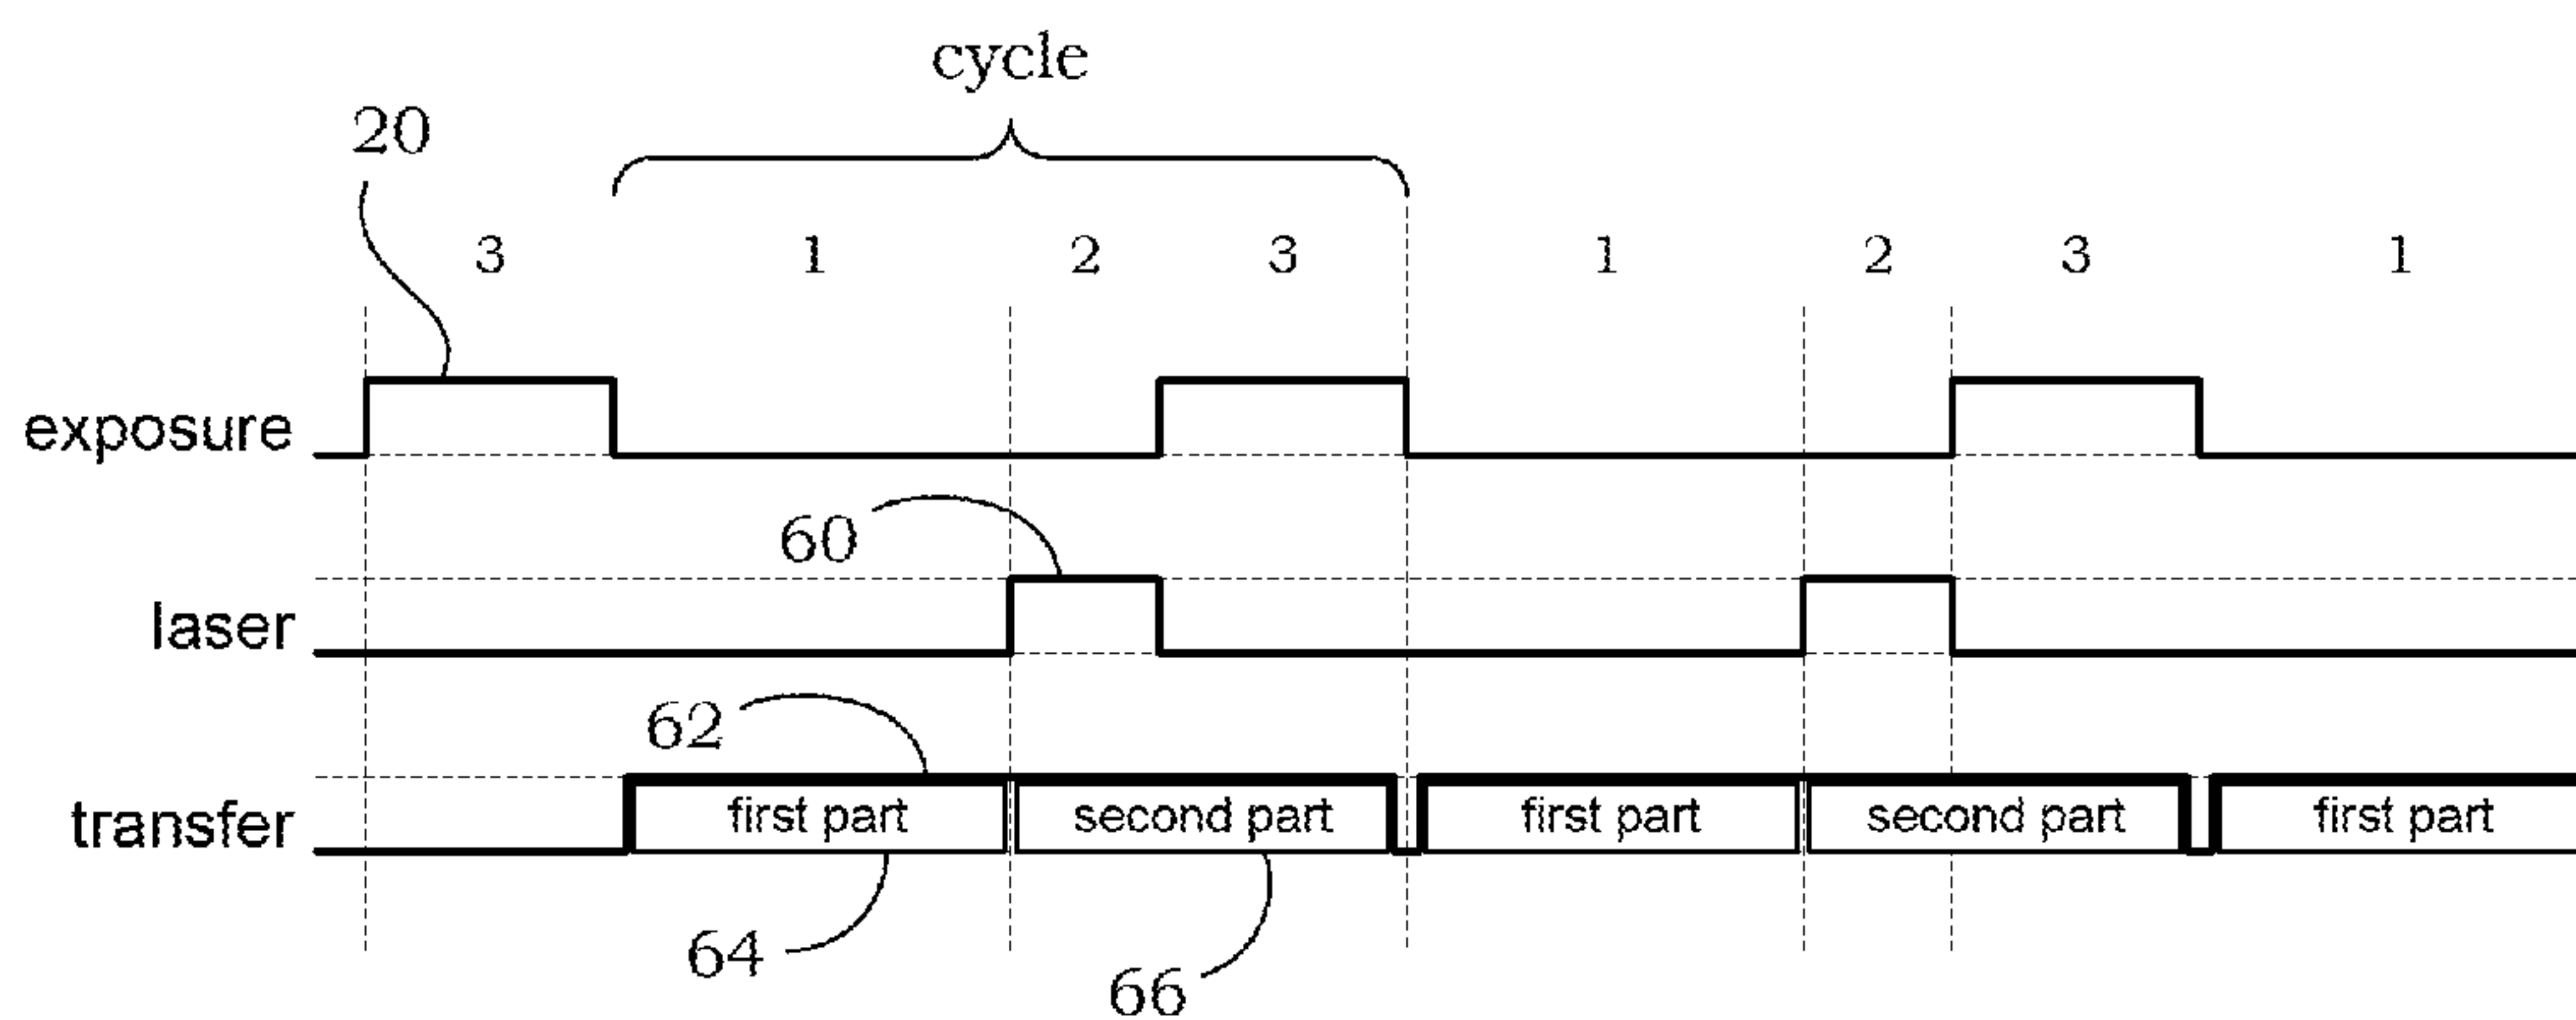 cycle
20
3 1 2 3 1 2 3 1
exposure
60
laser
62
transfer first part second part first part second part first part
64
66